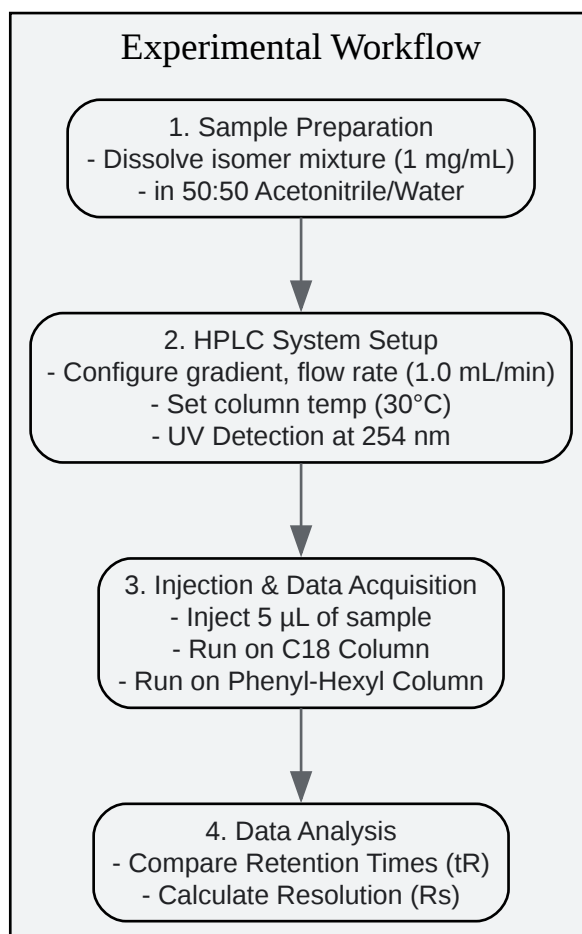 Experimental Workflow
1. Sample Preparation
- Dissolve isomer mixture (1 mg/mL)
- in 50:50 Acetonitrile/Water
2. HPLC System Setup
- Configure gradient, flow rate (1.0 mL/min)
- Set column temp (30°C)
- UV Detection at 254 nm
3. Injection & Data Acquisition
- Inject 5 µL of sample
- Run on C18 Column
- Run on Phenyl-Hexyl Column
4. Data Analysis
- Compare Retention Times (tR)
- Calculate Resolution (Rs)